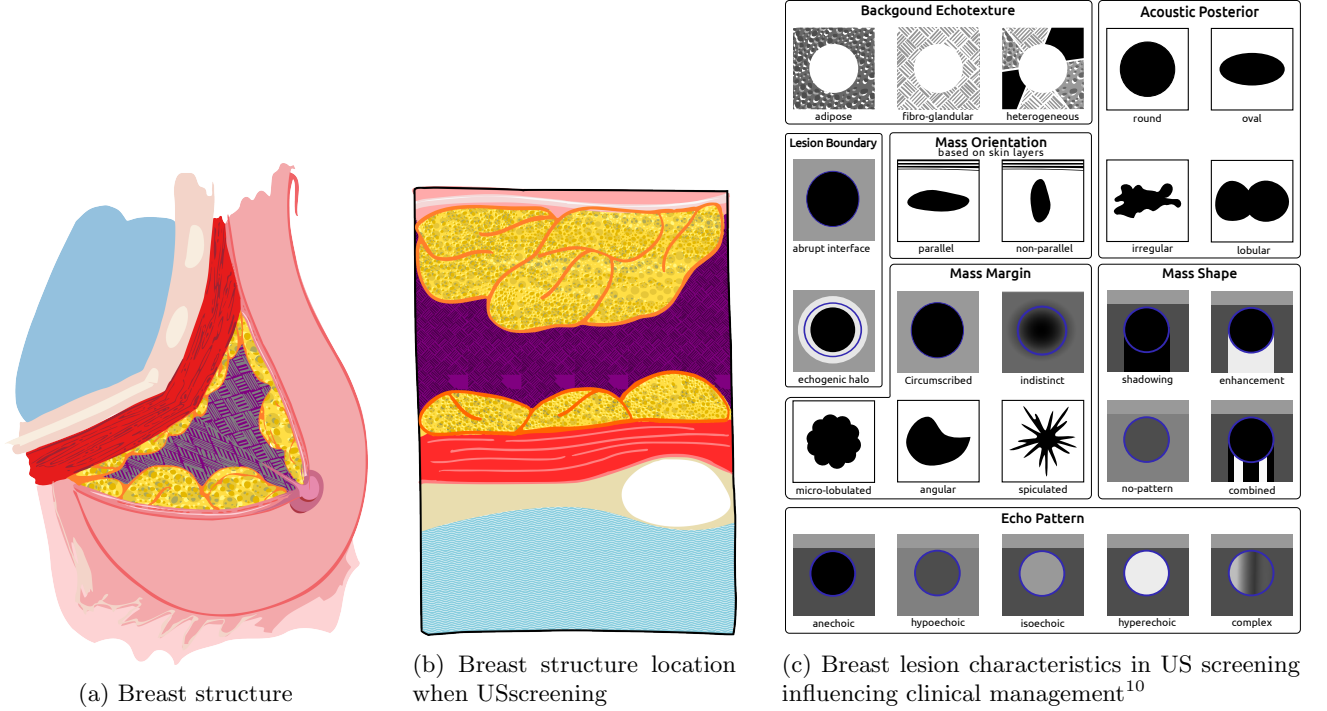 Backgound Echotexture
adipose
fibro-glandular
heterogeneous
Acoustic Posterior
round
oval
irregular
lobular
Lesion Boundary
abrupt interface
echogenic halo
Mass Orientation
based on skin layers
parallel
non-parallel
Mass Margin
Circumscribed
indistinct
micro-lobulated
angular
spiculated
Mass Shape
shadowing
enhancement
no-pattern
combined
Echo Pattern
anechoic
hypoechoic
isoechoic
hyperechoic
complex
(a) Breast structure
(b) Breast structure location
when USscreening
(c) Breast lesion characteristics in US screening
influencing clinical management10